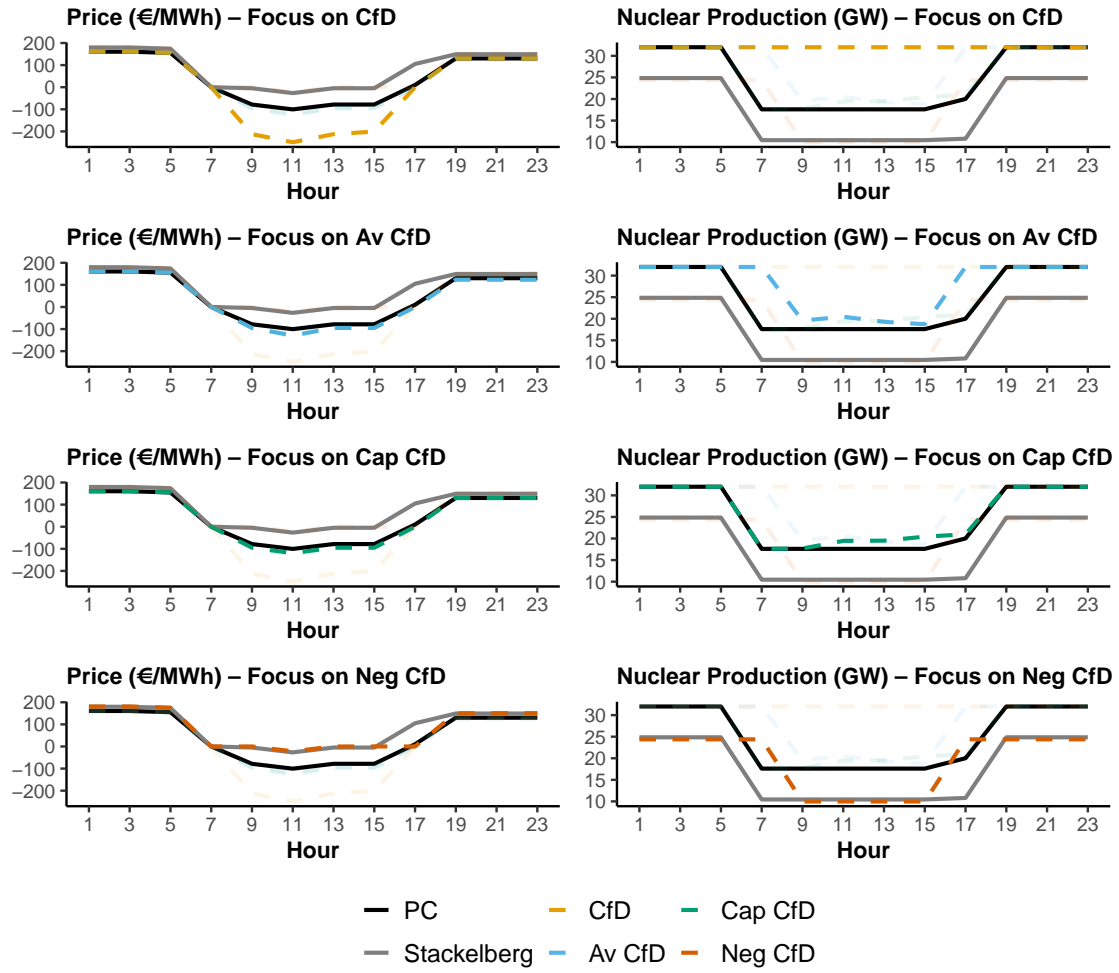 Price (€/MWh) – Focus on CfD
200
100
0
−100
−200
1 3 5 7 9 11 13 15 17 19 21 23
Hour
Nuclear Production (GW) – Focus on CfD
30
25
20
15
10
1 3 5 7 9 11 13 15 17 19 21 23
Hour
Price (€/MWh) – Focus on Av CfD
200
100
0
−100
−200
1 3 5 7 9 11 13 15 17 19 21 23
Hour
Nuclear Production (GW) – Focus on Av CfD
30
25
20
15
10
1 3 5 7 9 11 13 15 17 19 21 23
Hour
Price (€/MWh) – Focus on Cap CfD
200
100
0
−100
−200
1 3 5 7 9 11 13 15 17 19 21 23
Hour
Nuclear Production (GW) – Focus on Cap CfD
30
25
20
15
10
1 3 5 7 9 11 13 15 17 19 21 23
Hour
Price (€/MWh) – Focus on Neg CfD
200
100
0
−100
−200
1 3 5 7 9 11 13 15 17 19 21 23
Hour
Nuclear Production (GW) – Focus on Neg CfD
30
25
20
15
10
1 3 5 7 9 11 13 15 17 19 21 23
Hour
PC CfD Cap CfD
Stackelberg Av CfD Neg CfD